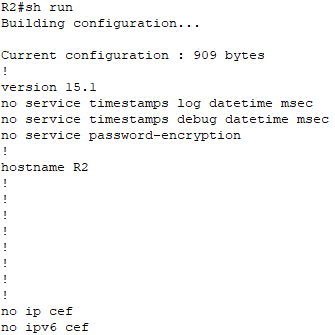 R2#sh run
Building configuration...
Current configuration : 909 bytes
!
version 15.1
no service timestamps log datetime msec
no service timestamps debug datetime msec
no service password-encryption
!
hostname R2
!
!
!
!
!
!
!
!
no ip cef
no ipv6 cef